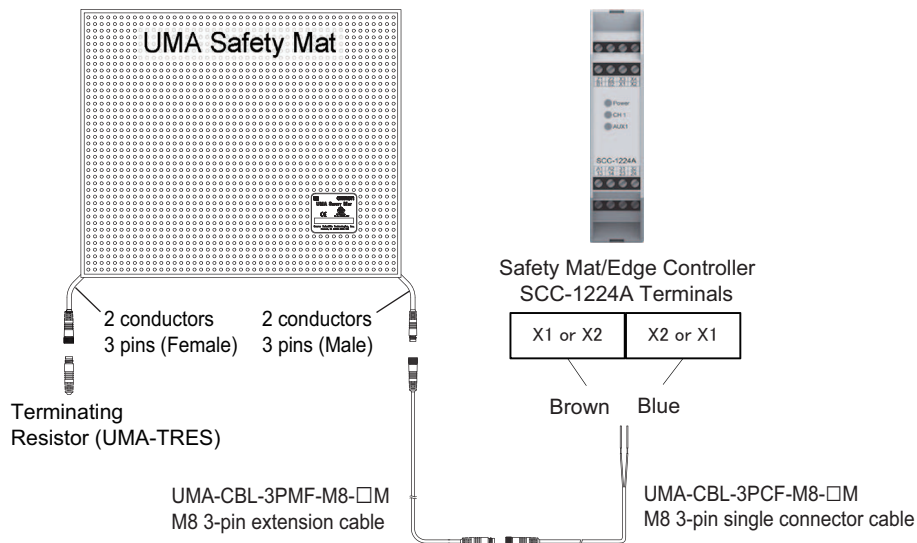 UMA Safety Mat
UMA Safety Mat
2 conductors
3 pins (Female)
2 conductors
3 pins (Male)
Terminating
Resistor (UMA-TRES)
Power
CH 1
AUX1
SCC-1224A
Safety Mat/Edge Controller
SCC-1224A Terminals
X1 or X2
X2 or X1
Brown
Blue
UMA-CBL-3PMF-M8-□M
M8 3-pin extension cable
UMA-CBL-3PCF-M8-□M
M8 3-pin single connector cable